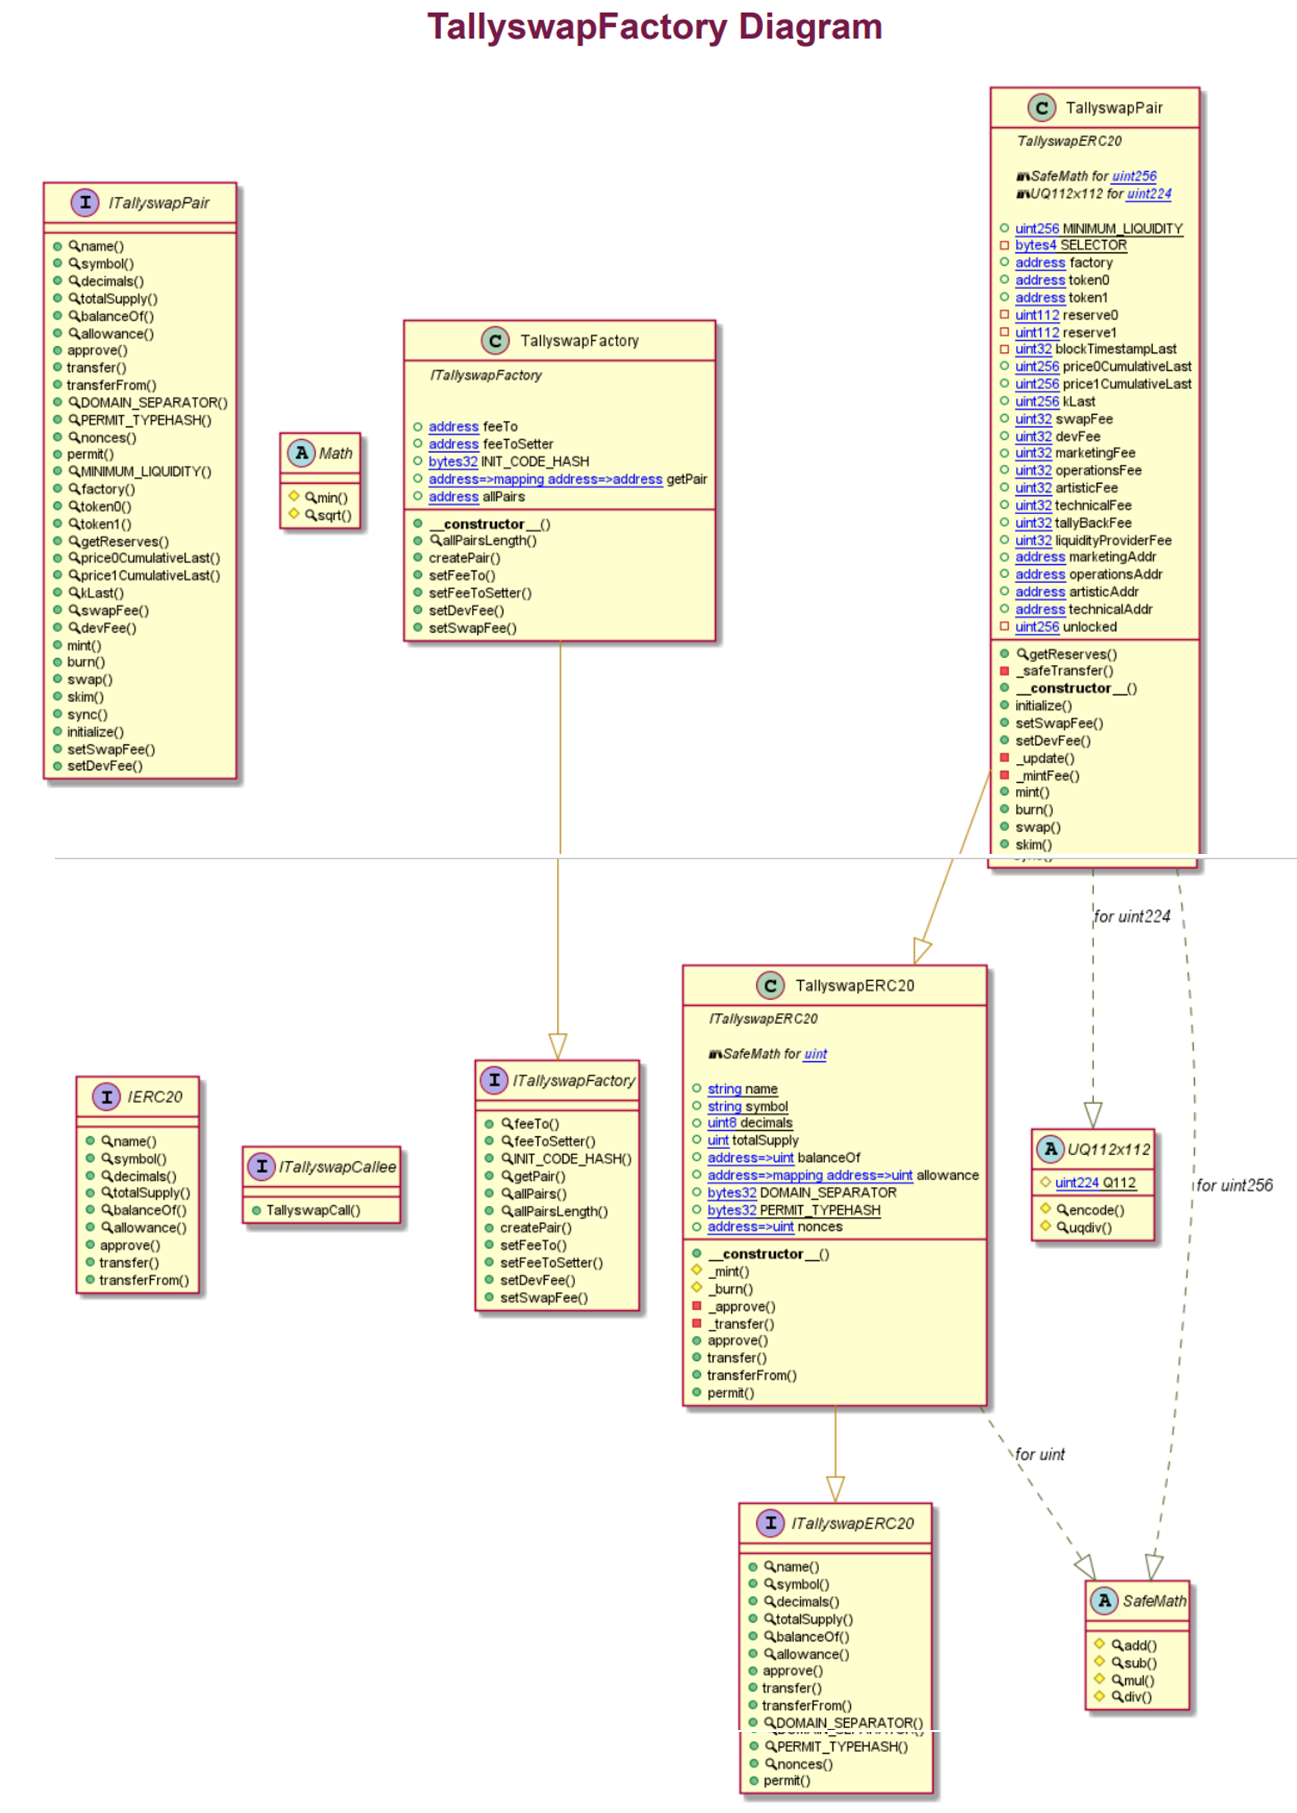 TallyswapFactory Diagram
I ITallyswapPair
name()
symbol()
decimals()
totalSupply()
balanceOf()
allowance()
approve()
transfer()
transferFrom()
DOMAIN_SEPARATOR()
PERMIT_TYPEHASH()
nonces()
permit()
MINIMUM_LIQUIDITY()
factory()
token0()
token1()
getReserves()
price0CumulativeLast()
price1CumulativeLast()
kLast()
swapFee()
devFee()
mint()
burn()
swap()
skim()
sync()
initialize()
setSwapFee()
setDevFee()
A Math
min()
sqrt()
C TallyswapFactory
ITallyswapFactory
address feeTo
address feeToSetter
bytes32 INIT_CODE_HASH
address=>mapping address=>address getPair
address allPairs
__constructor__()
allPairsLength()
createPair()
setFeeTo()
setFeeToSetter()
setDevFee()
setSwapFee()
C TallyswapPair
TallyswapERC20
SafeMath for uint256
UQ112x112 for uint224
uint256 MINIMUM_LIQUIDITY
bytes4 SELECTOR
address factory
address token0
address token1
uint112 reserve0
uint112 reserve1
uint32 blockTimestampLast
uint256 price0CumulativeLast
uint256 price1CumulativeLast
uint256 kLast
uint32 swapFee
uint32 devFee
uint32 marketingFee
uint32 operationsFee
uint32 artisticFee
uint32 technicalFee
uint32 tallyBackFee
uint32 liquidityProviderFee
address marketingAddr
address operationsAddr
address artisticAddr
address technicalAddr
uint256 unlocked
getReserves()
_safeTransfer()
__constructor__()
initialize()
setSwapFee()
setDevFee()
_update()
_mintFee()
mint()
burn()
swap()
skim()
for uint224
I IERC20
name()
symbol()
decimals()
totalSupply()
balanceOf()
allowance()
approve()
transfer()
transferFrom()
I ITallyswapCallee
TallyswapCall()
I ITallyswapFactory
feeTo()
feeToSetter()
INIT_CODE_HASH()
getPair()
allPairs()
allPairsLength()
createPair()
setFeeTo()
setFeeToSetter()
setDevFee()
setSwapFee()
C TallyswapERC20
ITallyswapERC20
SafeMath for uint
string name
string symbol
uint8 decimals
uint totalSupply
address=>uint balanceOf
address=>mapping address=>uint allowance
bytes32 DOMAIN_SEPARATOR
bytes32 PERMIT_TYPEHASH
address=>uint nonces
__constructor__()
_mint()
_burn()
_approve()
_transfer()
approve()
transfer()
transferFrom()
permit()
A UQ112x112
uint224 Q112
encode()
uqdiv()
for uint256
for uint
I ITallyswapERC20
name()
symbol()
decimals()
totalSupply()
balanceOf()
allowance()
approve()
transfer()
transferFrom()
DOMAIN_SEPARATOR()
PERMIT_TYPEHASH()
nonces()
permit()
A SafeMath
add()
sub()
mul()
div()